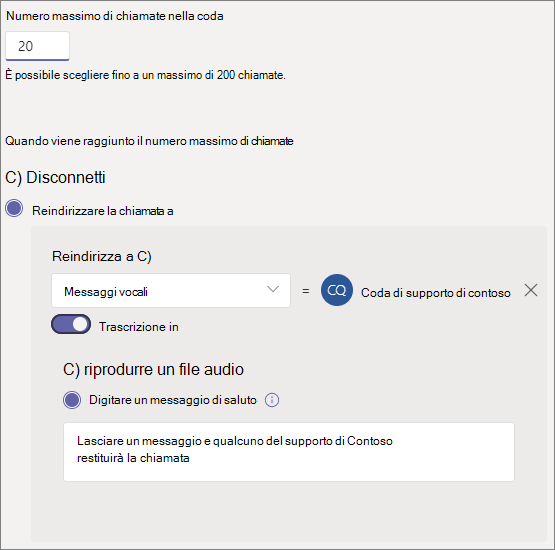 Numero massimo di chiamate nella coda
20
È possibile scegliere fino a un massimo di 200 chiamate.
Quando viene raggiunto il numero massimo di chiamate
C) Disconnetti
Reindirizzare la chiamata a
Reindirizza a C)
Messaggi vocali = CQ Coda di supporto di contoso
Trascrizione in
C) riprodurre un file audio
Digitare un messaggio di saluto
Lasciare un messaggio e qualcuno del supporto di Contoso
restituirà la chiamata